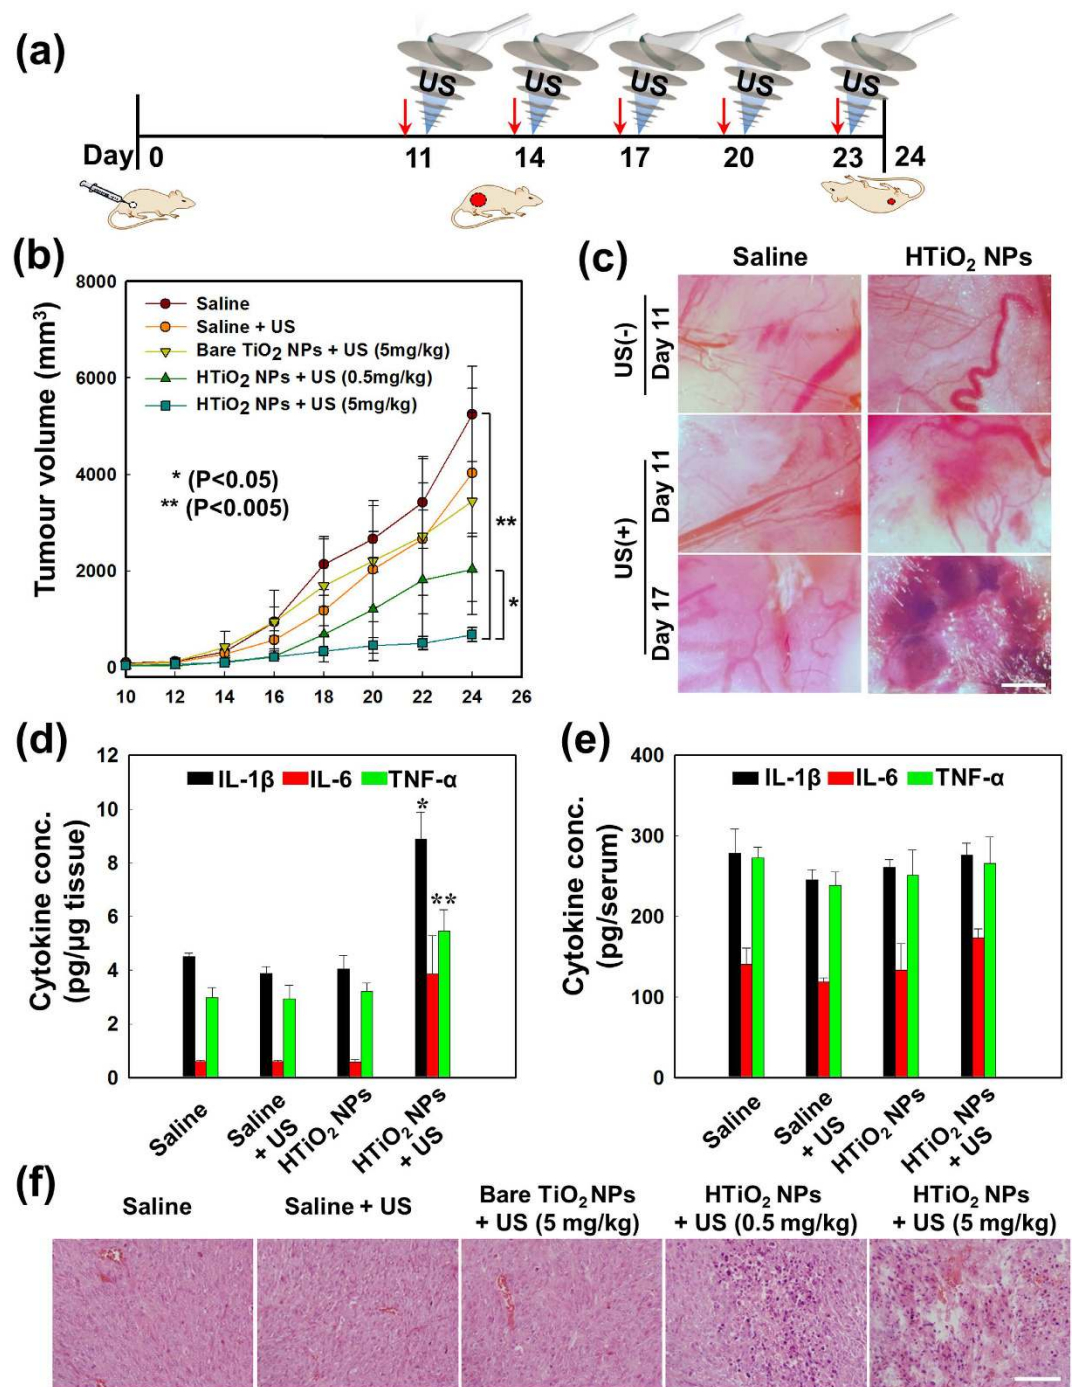 (a)
US US US US US
Day 0 11 14 17 20 23 24
(b)
8000
6000
4000
2000
0
Tumour volume (mm³)
Saline
Saline + US
Bare TiO₂ NPs + US (5mg/kg)
HTiO₂ NPs + US (0.5mg/kg)
HTiO₂ NPs + US (5mg/kg)
* (P<0.05)
** (P<0.005)
**
*
10 12 14 16 18 20 22 24 26
(c)
Saline HTiO₂ NPs
US(-)
Day 11
US(+)
Day 11
Day 17
(d)
12
10
8
6
4
2
0
Cytokine conc.
(pg/μg tissue)
IL-1β IL-6 TNF-α
*
**
Saline
Saline
+ US
HTiO₂ NPs
HTiO₂ NPs
+ US
(e)
400
300
200
100
0
Cytokine conc.
(pg/serum)
IL-1β IL-6 TNF-α
Saline
Saline
+ US
HTiO₂ NPs
HTiO₂ NPs
+ US
(f)
Saline
Saline + US
Bare TiO₂ NPs
+ US (5 mg/kg)
HTiO₂ NPs
+ US (0.5 mg/kg)
HTiO₂ NPs
+ US (5 mg/kg)